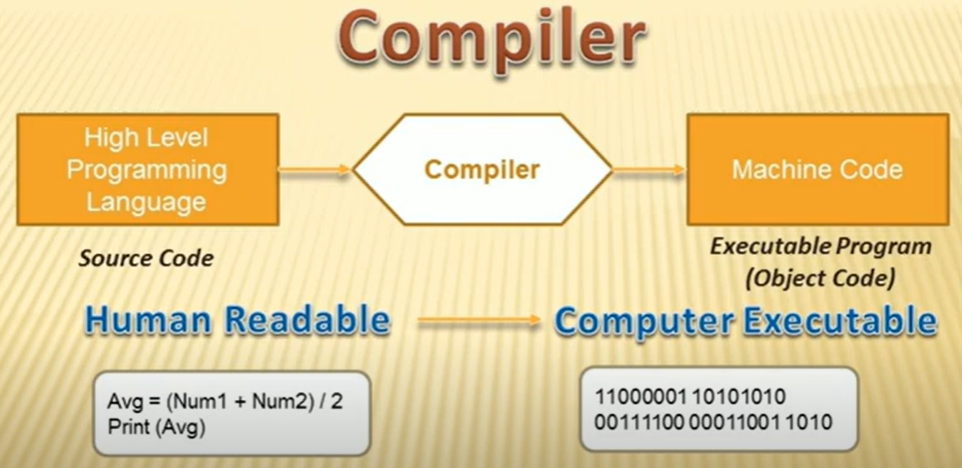 Compiler
High Level
Programming
Language
Compiler
Machine Code
Source Code
Executable Program
(Object Code)
Human Readable
Computer Executable
Avg = (Num1 + Num2) / 2
Print (Avg)
11000001 10101010
00111100 00011001 1010